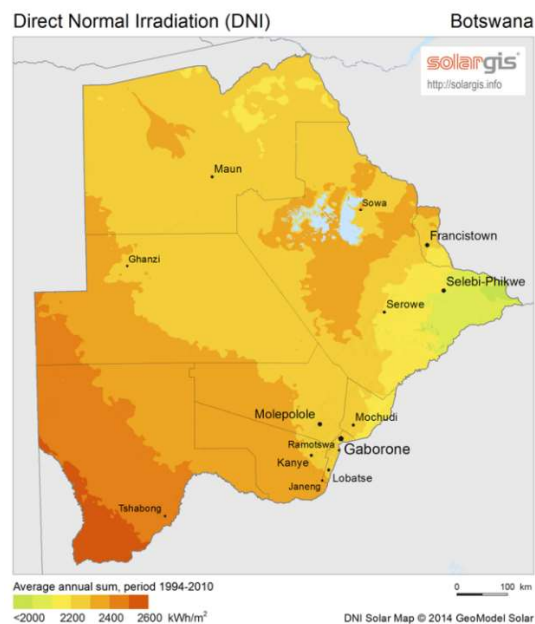 Direct Normal Irradiation (DNI)
Botswana
solargis
http://solargis.info
Maun
Sowa
Francistown
Ghanzi
Selebi-Phikwe
Serowe
Molepolole
Mochudi
Ramotswa
Gaborone
Kanye
Lobatse
Janeng
Tshabong
Average annual sum, period 1994-2010
0 100 km
<2000 2200 2400 2600 kWh/m²
DNI Solar Map © 2014 GeoModel Solar